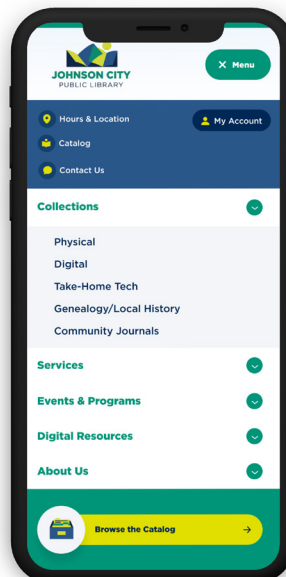 JOHNSON CITY
PUBLIC LIBRARY
Menu
Hours & Location
My Account
Catalog
Contact Us
Collections
Physical
Digital
Take-Home Tech
Genealogy/Local History
Community Journals
Services
Events & Programs
Digital Resources
About Us
Browse the Catalog